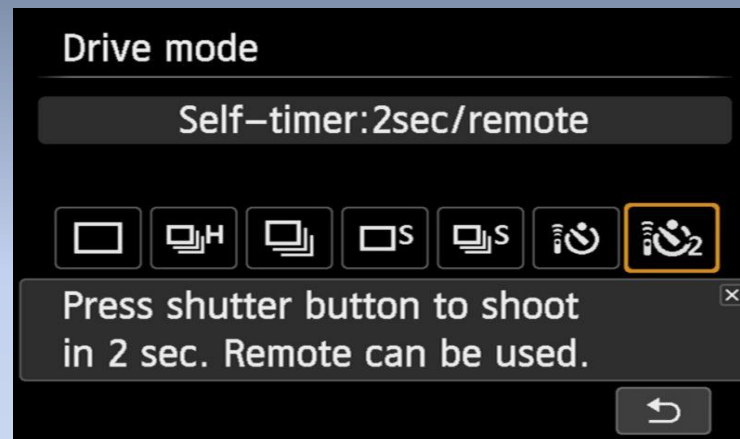 Drive mode
Self-timer:2sec/remote
H S S 2
Press shutter button to shoot
in 2 sec. Remote can be used.